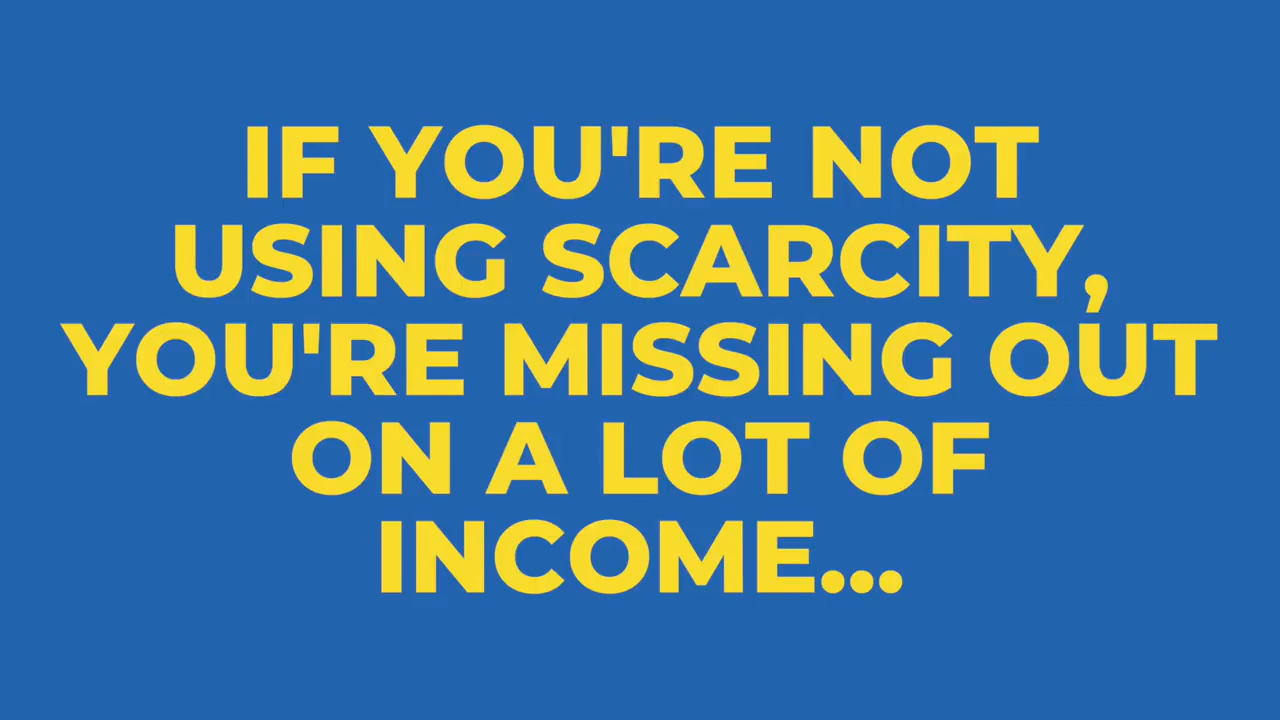 IF YOU'RE NOT
USING SCARCITY,
YOU'RE MISSING OUT
ON A LOT OF
INCOME...